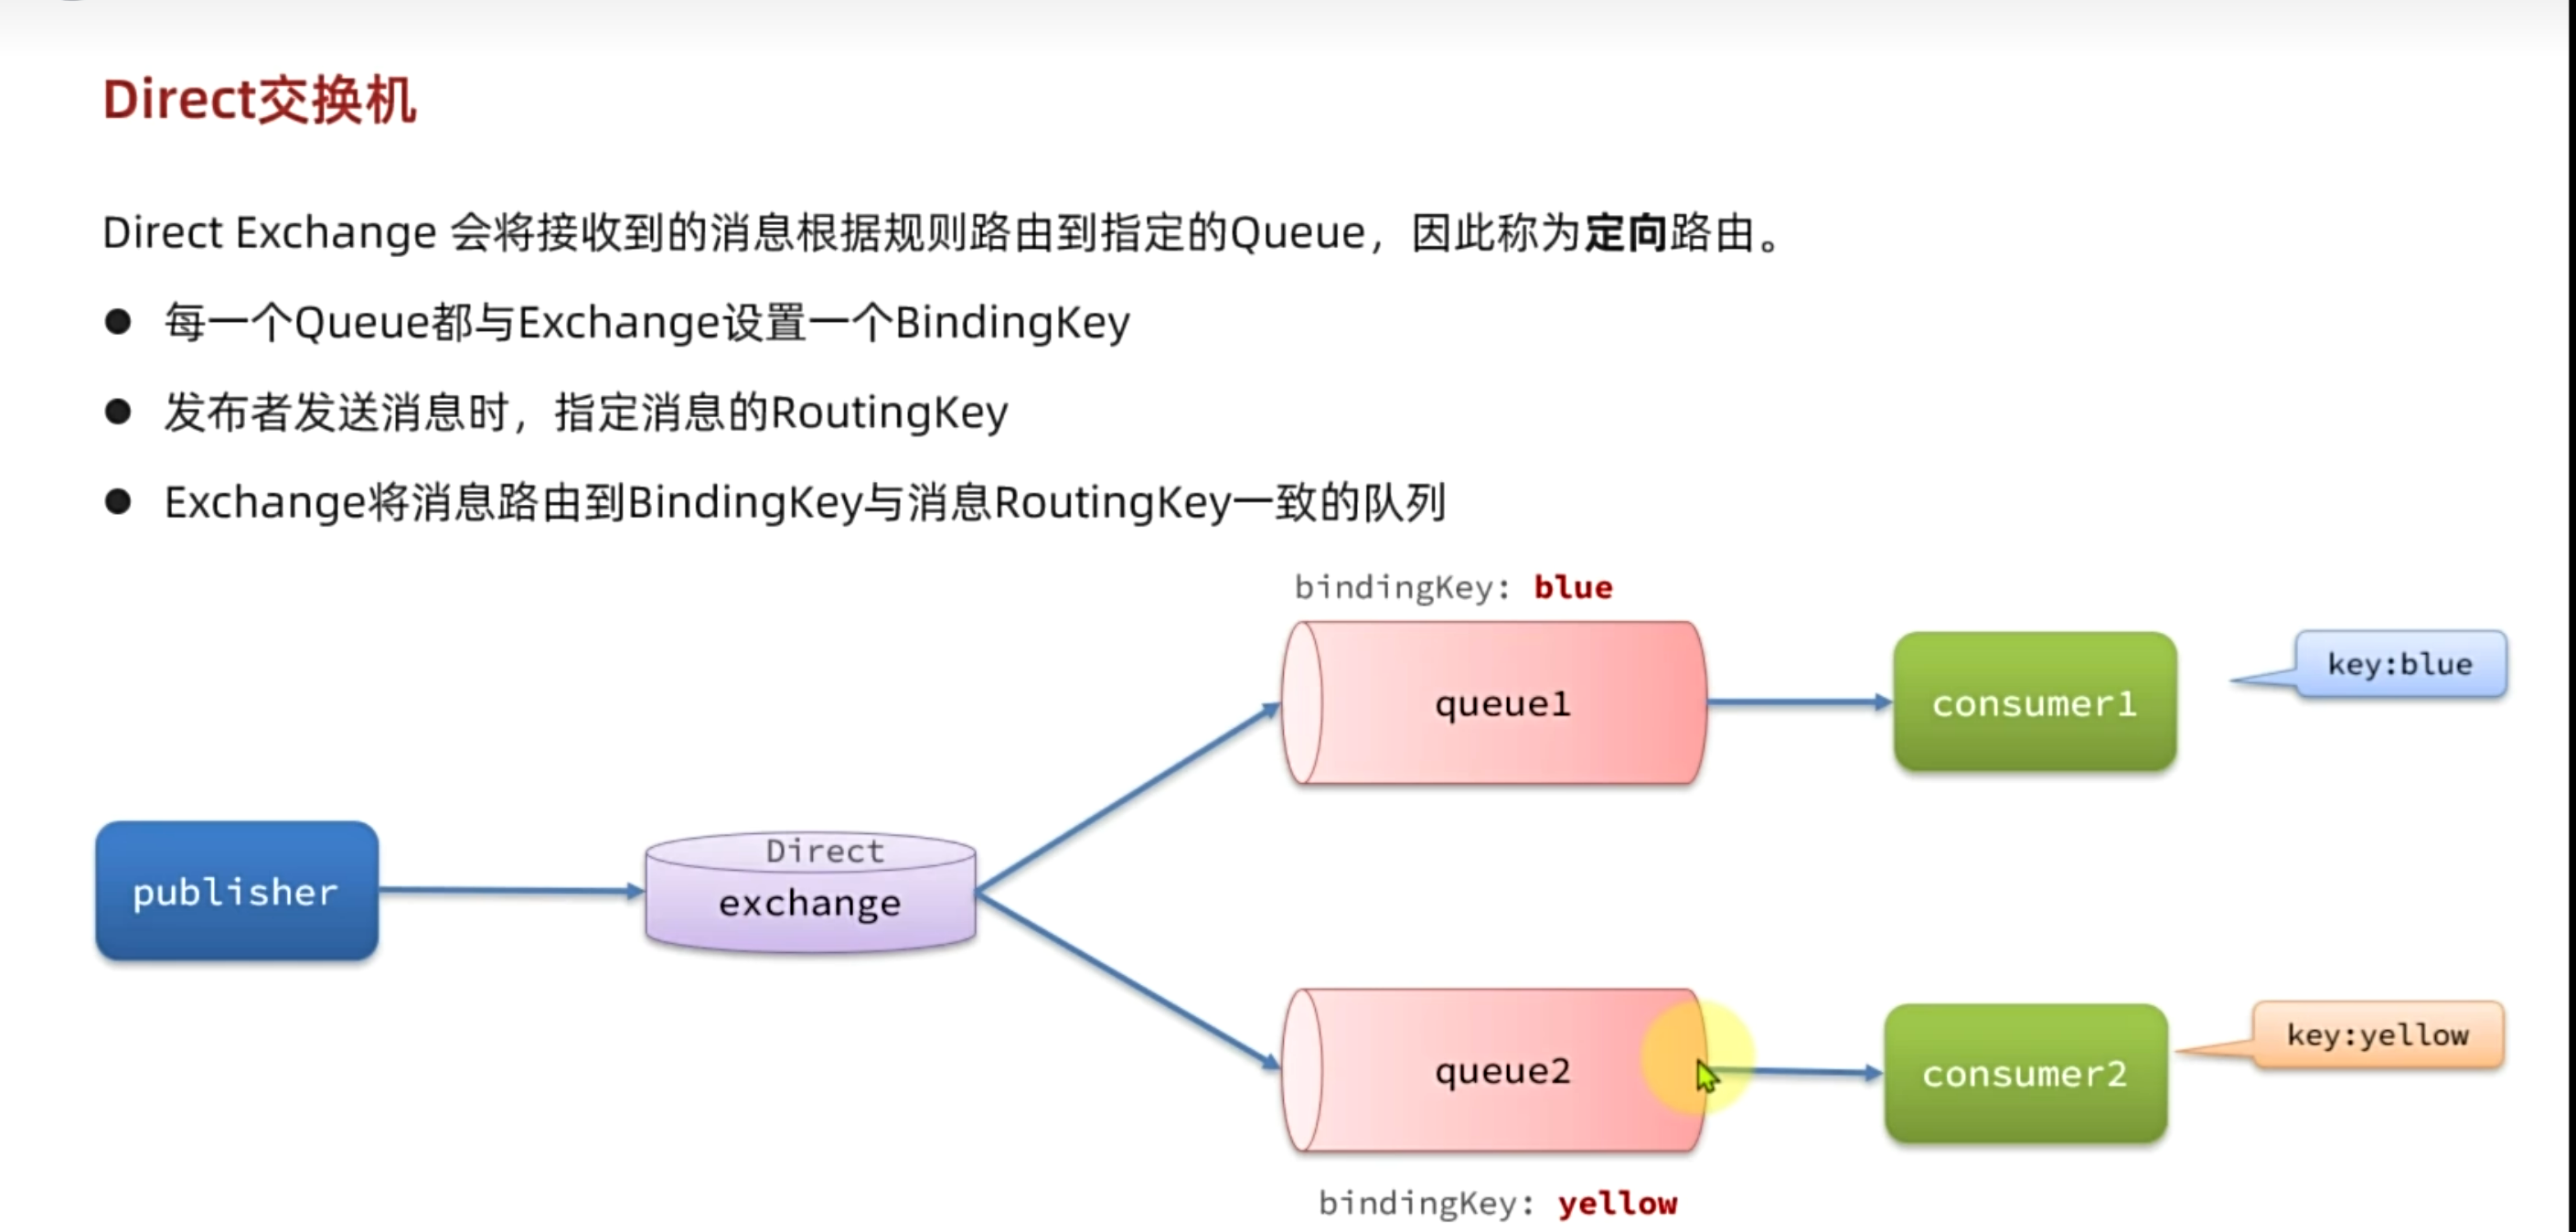 Direct交换机
Direct Exchange 会将接收到的消息根据规则路由到指定的Queue，因此称为定向路由。
● 每一个Queue都与Exchange设置一个BindingKey
● 发布者发送消息时，指定消息的RoutingKey
● Exchange将消息路由到BindingKey与消息RoutingKey一致的队列
bindingKey: blue
queue1
consumer1
key:blue
publisher
Direct
exchange
queue2
consumer2
key:yellow
bindingKey: yellow